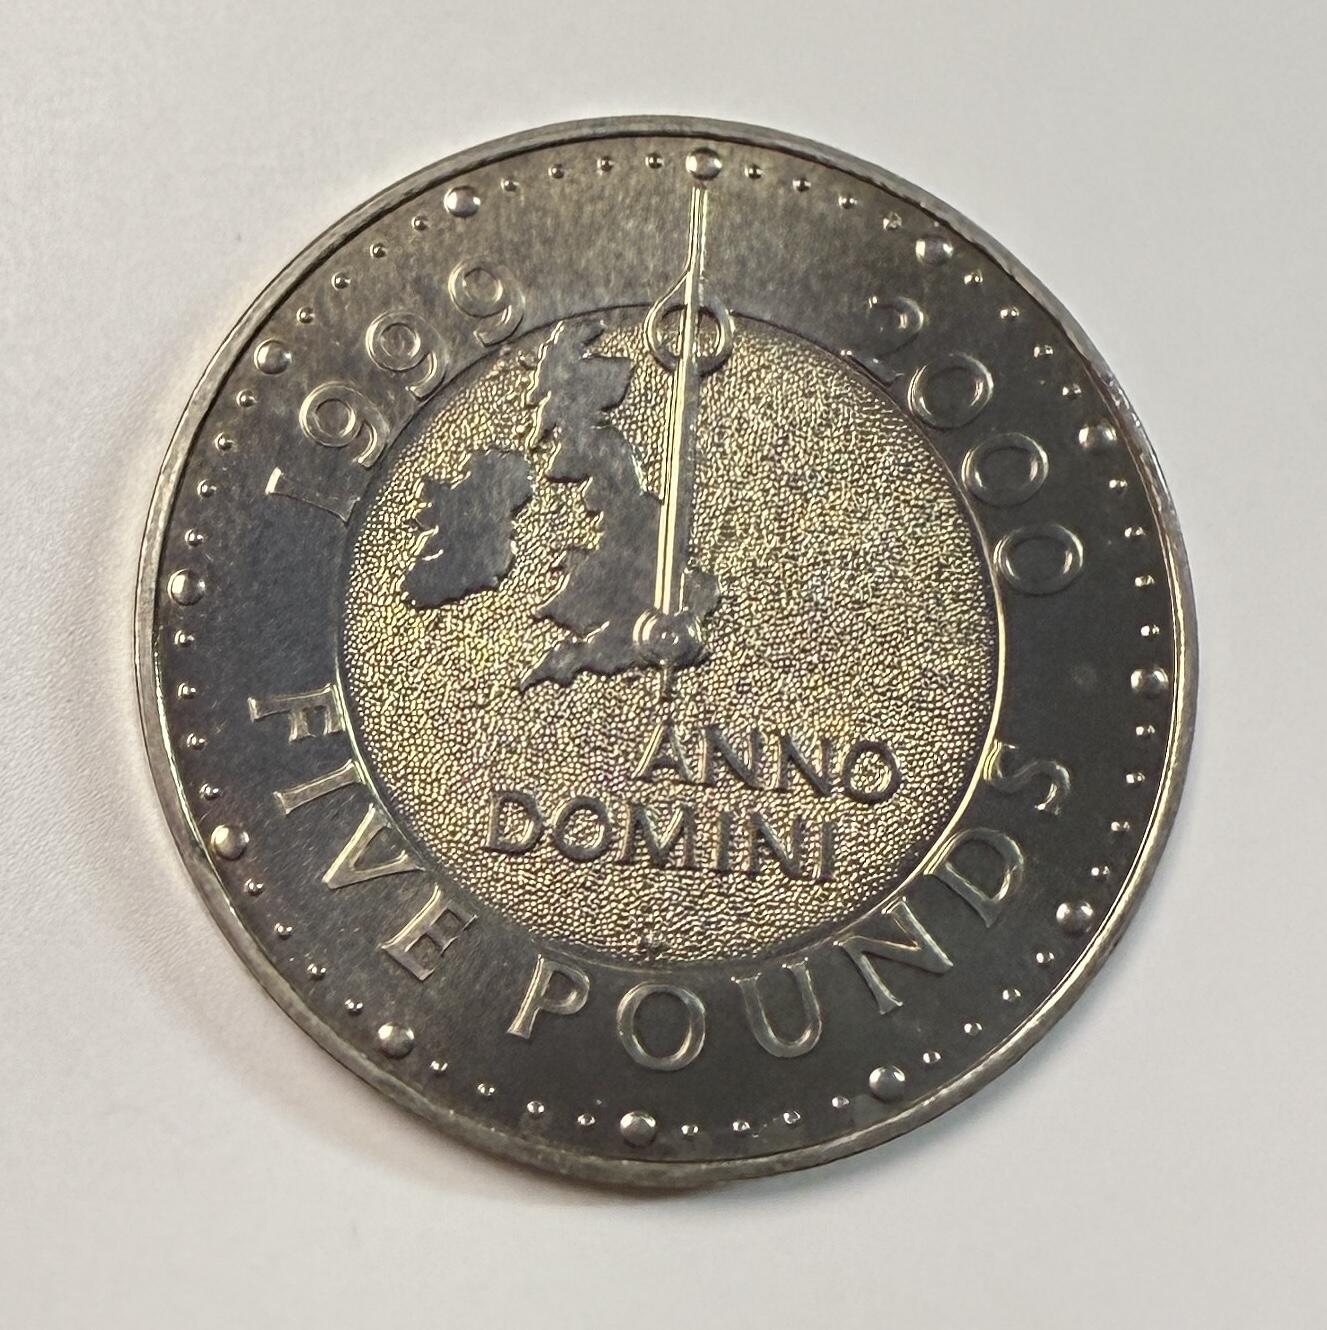 1999
2000
ANNO
DOMINI
FIVE POUNDS